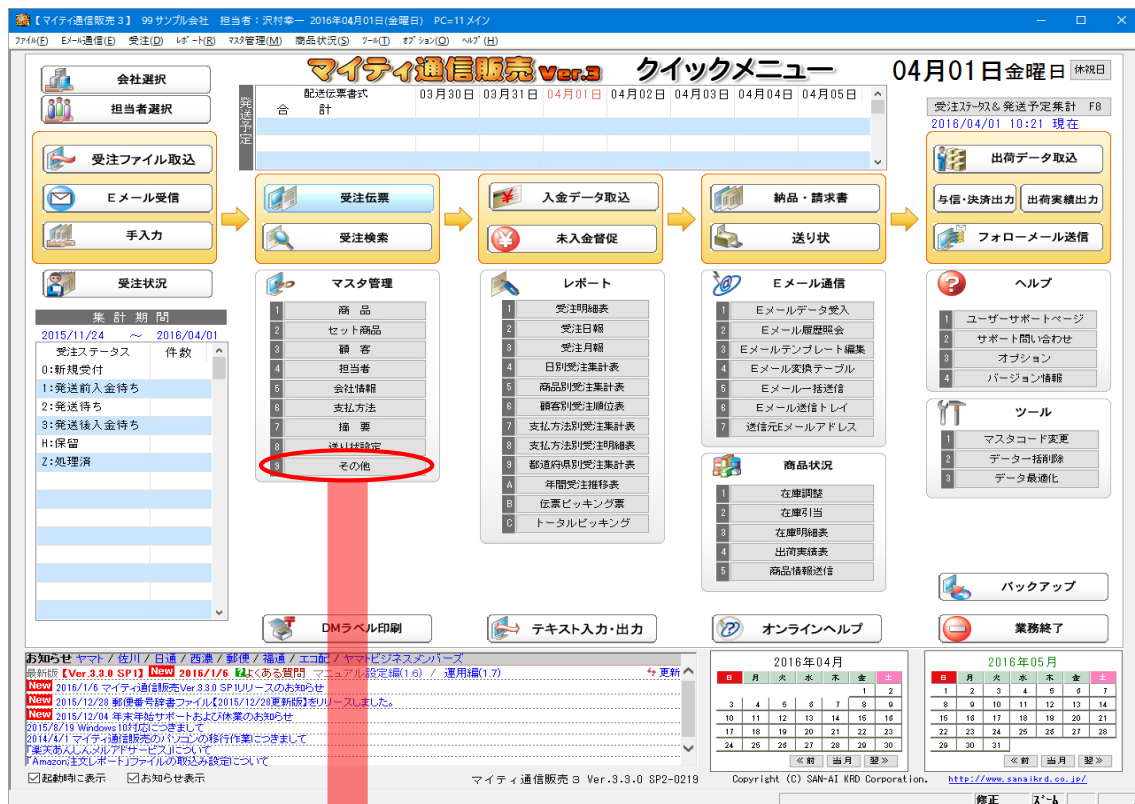 【マイティ通信販売３】 99 サンプル会社 担当者：沢村幸一 2016年04月01日(金曜日) PC=11 メイン
ファイル(F) Eメール通信(E) 受注(D) レポート(R) マスタ管理(M) 商品状況(S) ツール(T) オプション(O) ヘルプ(H)
会社選択
担当者選択
マイティ通信販売 Ver.3 クイックメニュー
04月01日金曜日 休祝日
発送予定
配送伝票書式 03月30日 03月31日 04月01日 04月02日 04月03日 04月04日 04月05日
合 計
受注ステータス&発送予定集計 F8
2016/04/01 10:21 現在
受注ファイル取込
Eメール受信
手入力
受注伝票
受注検索
入金データ取込
未入金督促
納品・請求書
送り状
出荷データ取込
与信・決済出力 出荷実績出力
フォローメール送信
受注状況
集 計 期 間
2015/11/24 ～ 2016/04/01
受注ステータス 件数
0:新規受付
1:発送前入金待ち
2:発送待ち
3:発送後入金待ち
H:保留
Z:処理済
マスタ管理
1 商 品
2 セット商品
3 顧 客
4 担当者
5 会社情報
6 支払方法
7 摘 要
8 送り状設定
9 その他
レポート
1 受注明細表
2 受注日報
3 受注月報
4 日別受注集計表
5 商品別受注集計表
6 顧客別受注順位表
7 支払方法別受注集計表
8 支払方法別受注明細表
9 都道府県別受注集計表
A 年間受注推移表
B 伝票ピッキング票
C トータルピッキング
Eメール通信
1 Eメールデータ受入
2 Eメール履歴照会
3 Eメールテンプレート編集
4 Eメール変換テーブル
5 Eメール一括送信
6 Eメール送信トレイ
7 送信元Eメールアドレス
商品状況
1 在庫調整
2 在庫引当
3 在庫明細表
4 出荷実績表
5 商品情報送信
ヘルプ
1 ユーザーサポートページ
2 サポート問い合わせ
3 オプション
4 バージョン情報
ツール
1 マスタコード変更
2 データ一括削除
3 データ最適化
バックアップ
DMラベル印刷
テキスト入力・出力
オンラインヘルプ
業務終了
お知らせ ヤマト / 佐川 / 日通 / 西濃 / 郵便 / 福通 / エコ配 / ヤマトビジネスメンバーズ
最新版【Ver.3.3.0 SP1】 New 2016/1/6 ?よくある質問 マニュアル設定編(1.6) / 運用編(1.7) 更新
New 2016/1/6 マイティ通信販売Ver3.3.0 SP1リリースのお知らせ
New 2015/12/28 郵便番号辞書ファイル【2015/12/28更新版】をリリースしました。
New 2015/12/04 年末年始サポートおよび休業のお知らせ
2015/8/19 Windows10対応につきまして
2014/4/1 マイティ通信販売のパソコンの移行作業につきまして
『楽天あんしんメルアドサービス』について
『Amazon注文レポート』ファイルの取込み設定について
2016年04月
日 月 火 水 木 金 土
1 2
3 4 5 6 7 8 9
10 11 12 13 14 15 16
17 18 19 20 21 22 23
24 25 26 27 28 29 30
≪前 当月 翌≫
2016年05月
日 月 火 水 木 金 土
1 2 3 4 5 6 7
8 9 10 11 12 13 14
15 16 17 18 19 20 21
22 23 24 25 26 27 28
29 30 31
≪前 当月 翌≫
起動時に表示 お知らせ表示
マイティ通信販売３ Ver.3.3.0 SP2-0219 Copyright (C) SAN-AI KRD Corporation. http://www.sanaikrd.co.jp/
修正 ズーム